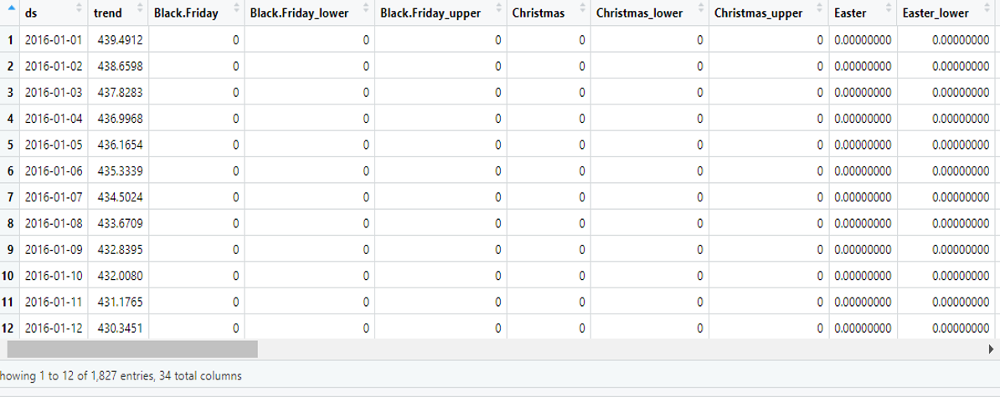 ds trend Black.Friday Black.Friday_lower Black.Friday_upper Christmas Christmas_lower Christmas_upper Easter Easter_lower
1 2016-01-01 439.4912 0 0 0 0 0 0 0.00000000 0.00000000
2 2016-01-02 438.6598 0 0 0 0 0 0 0.00000000 0.00000000
3 2016-01-03 437.8283 0 0 0 0 0 0 0.00000000 0.00000000
4 2016-01-04 436.9968 0 0 0 0 0 0 0.00000000 0.00000000
5 2016-01-05 436.1654 0 0 0 0 0 0 0.00000000 0.00000000
6 2016-01-06 435.3339 0 0 0 0 0 0 0.00000000 0.00000000
7 2016-01-07 434.5024 0 0 0 0 0 0 0.00000000 0.00000000
8 2016-01-08 433.6709 0 0 0 0 0 0 0.00000000 0.00000000
9 2016-01-09 432.8395 0 0 0 0 0 0 0.00000000 0.00000000
10 2016-01-10 432.0080 0 0 0 0 0 0 0.00000000 0.00000000
11 2016-01-11 431.1765 0 0 0 0 0 0 0.00000000 0.00000000
12 2016-01-12 430.3451 0 0 0 0 0 0 0.00000000 0.00000000
howing 1 to 12 of 1,827 entries, 34 total columns